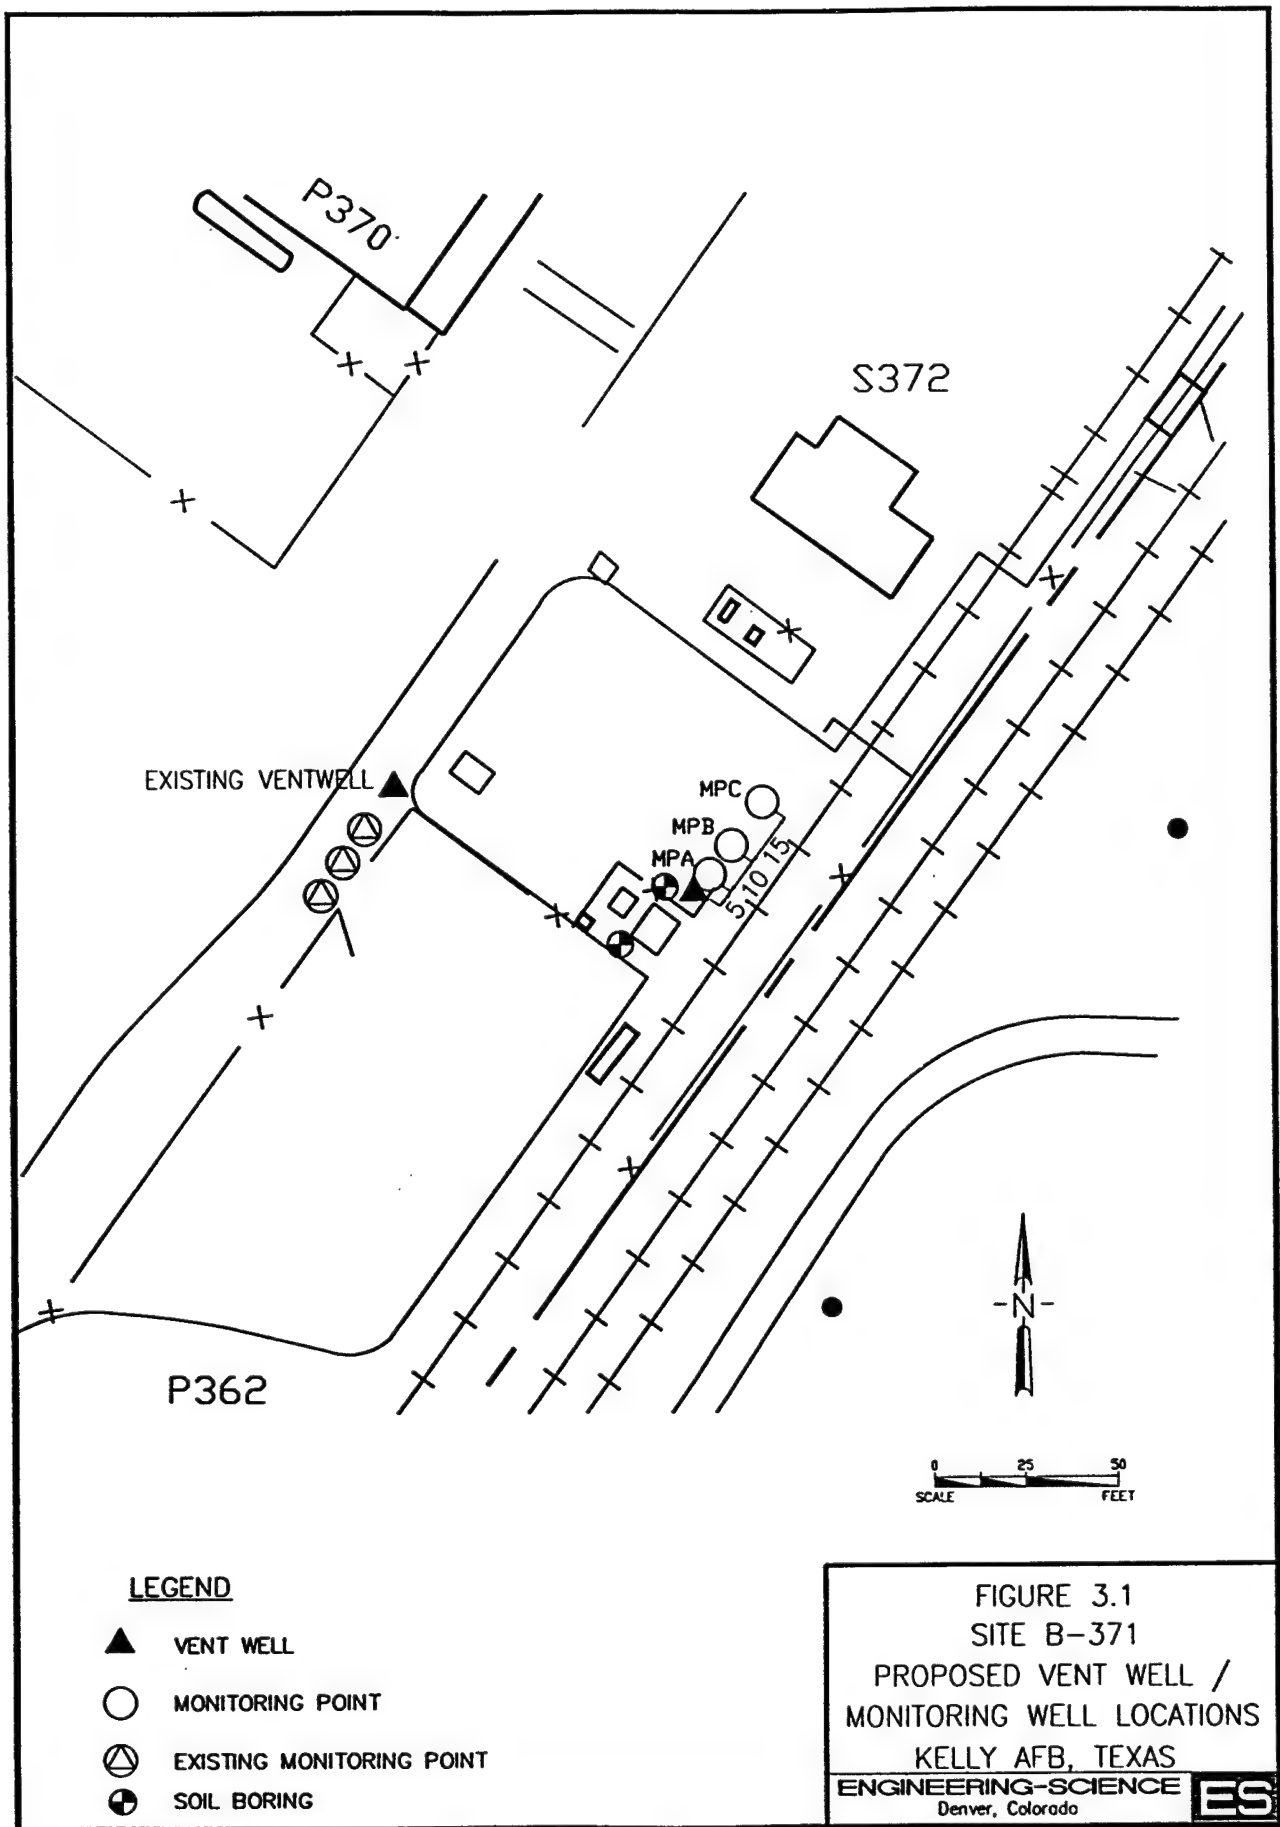 P370
S372
EXISTING VENTWELL
MPC
MPB
MPA
5 10 15
P362
-N-
0 25 50
SCALE FEET
LEGEND
VENT WELL
MONITORING POINT
EXISTING MONITORING POINT
SOIL BORING
FIGURE 3.1
SITE B-371
PROPOSED VENT WELL /
MONITORING WELL LOCATIONS
KELLY AFB, TEXAS
ENGINEERING-SCIENCE
Denver, Colorado
ES